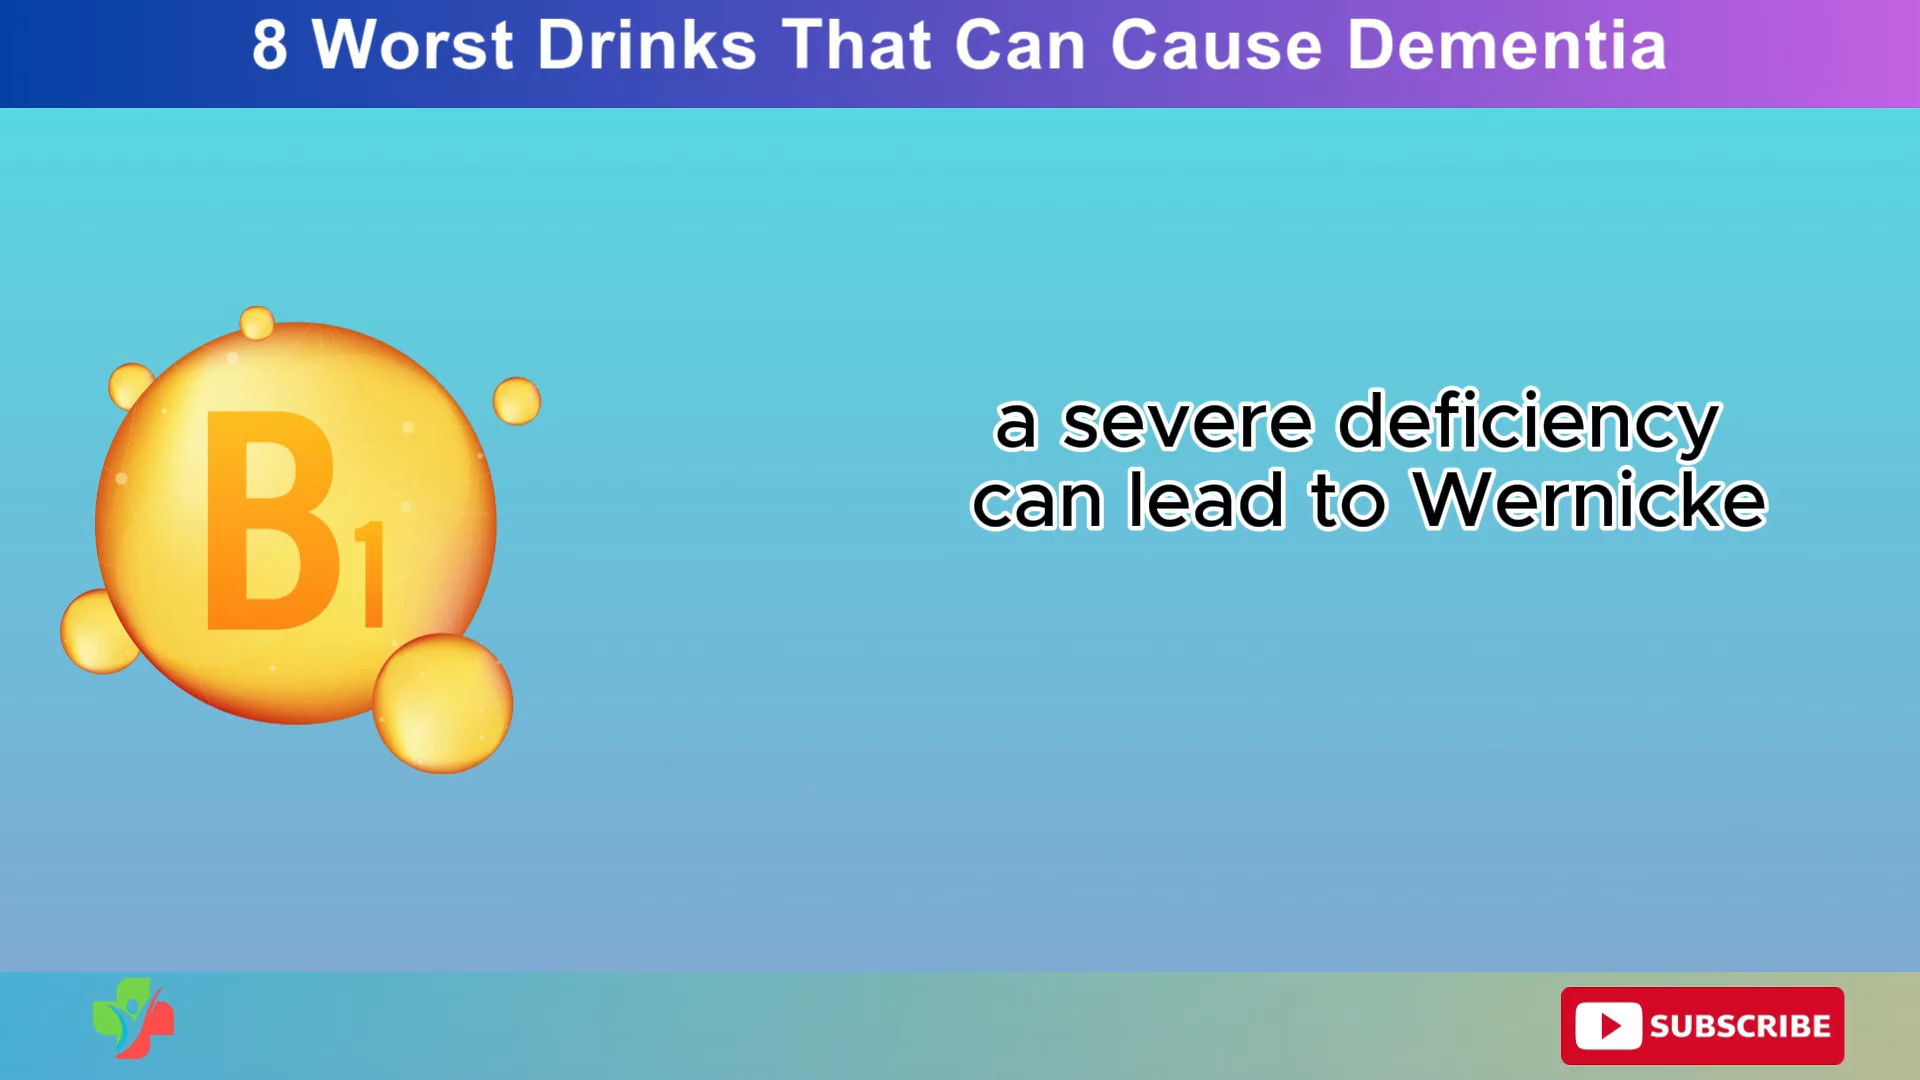 8 Worst Drinks That Can Cause Dementia
B1
a severe deficiency
can lead to Wernicke
SUBSCRIBE